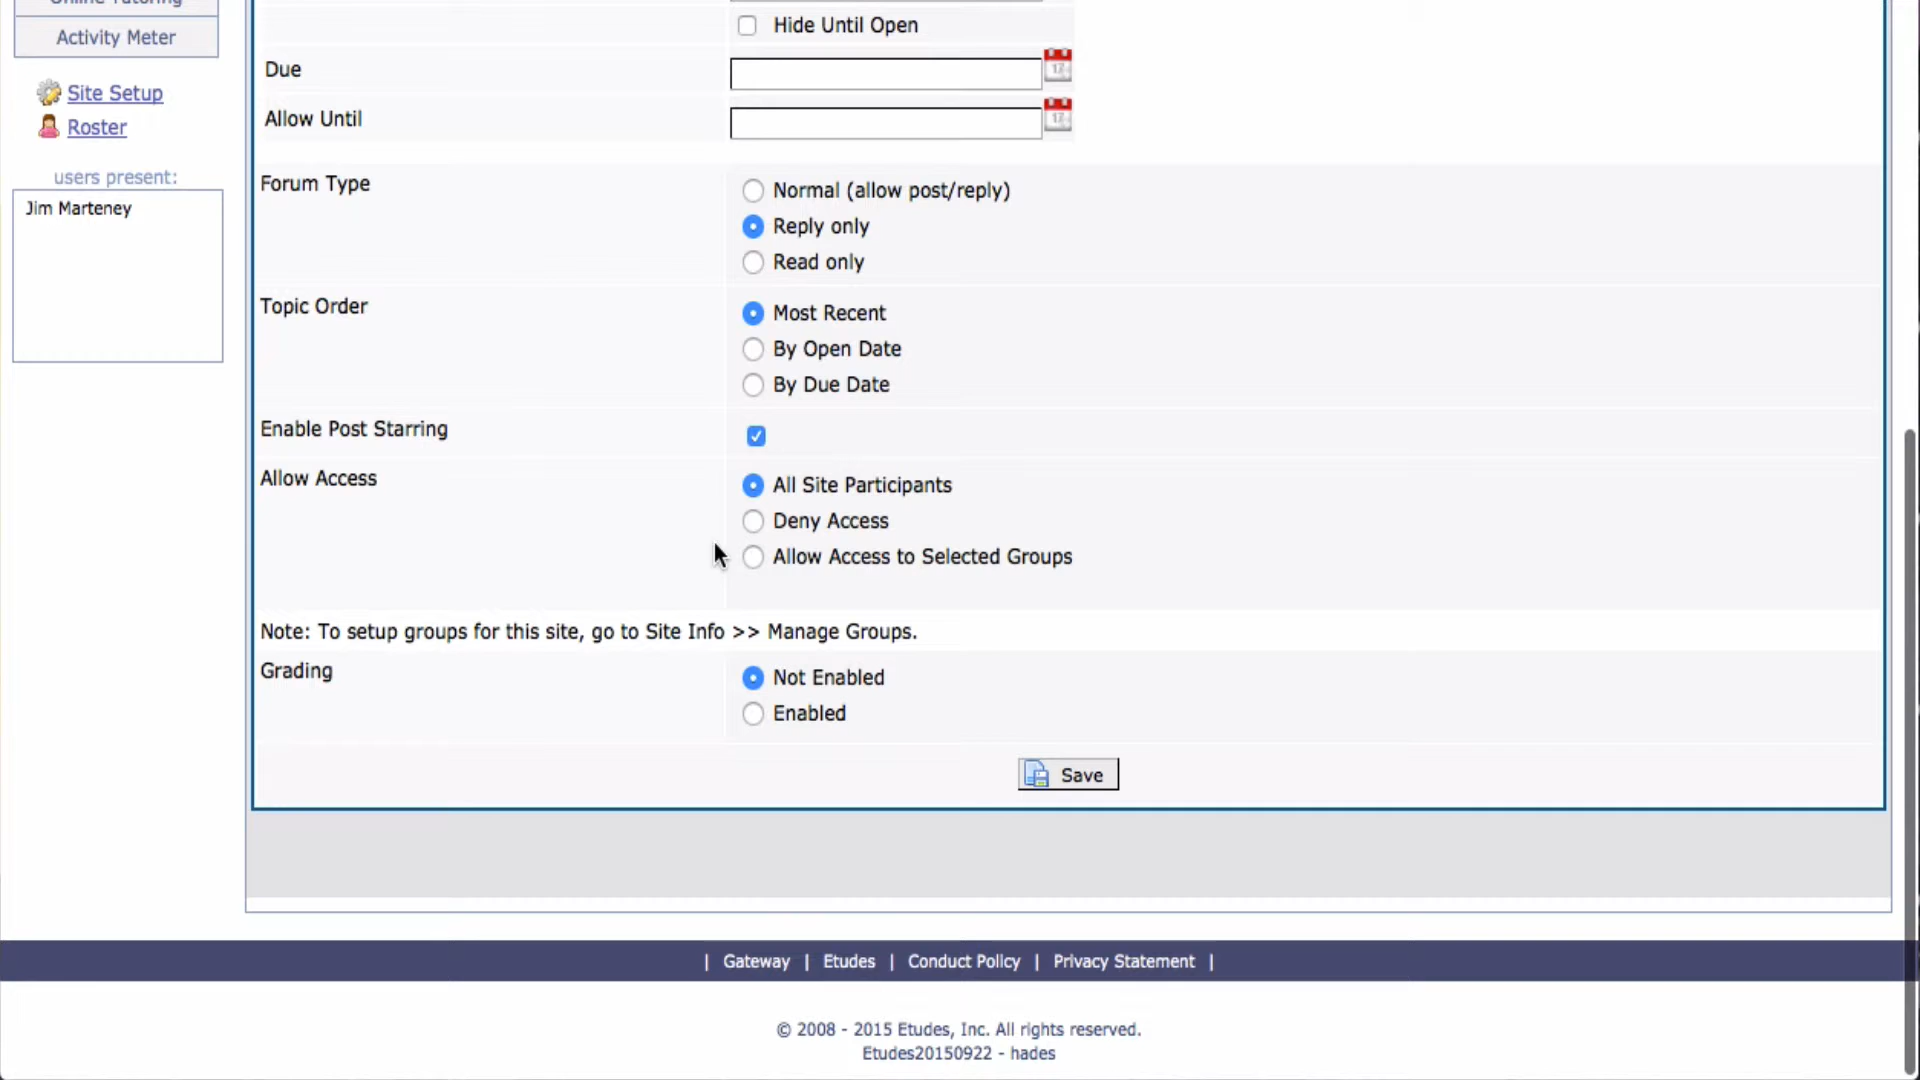 Online Tutoring
Activity Meter
Site Setup
Roster
users present:
Jim Marteney
Hide Until Open
Due
17
Allow Until
17
Forum Type
Normal (allow post/reply)
Reply only
Read only
Topic Order
Most Recent
By Open Date
By Due Date
Enable Post Starring
Allow Access
All Site Participants
Deny Access
Allow Access to Selected Groups
Note: To setup groups for this site, go to Site Info >> Manage Groups.
Grading
Not Enabled
Enabled
Save
| Gateway | Etudes | Conduct Policy | Privacy Statement |
© 2008 - 2015 Etudes, Inc. All rights reserved.
Etudes20150922 - hades